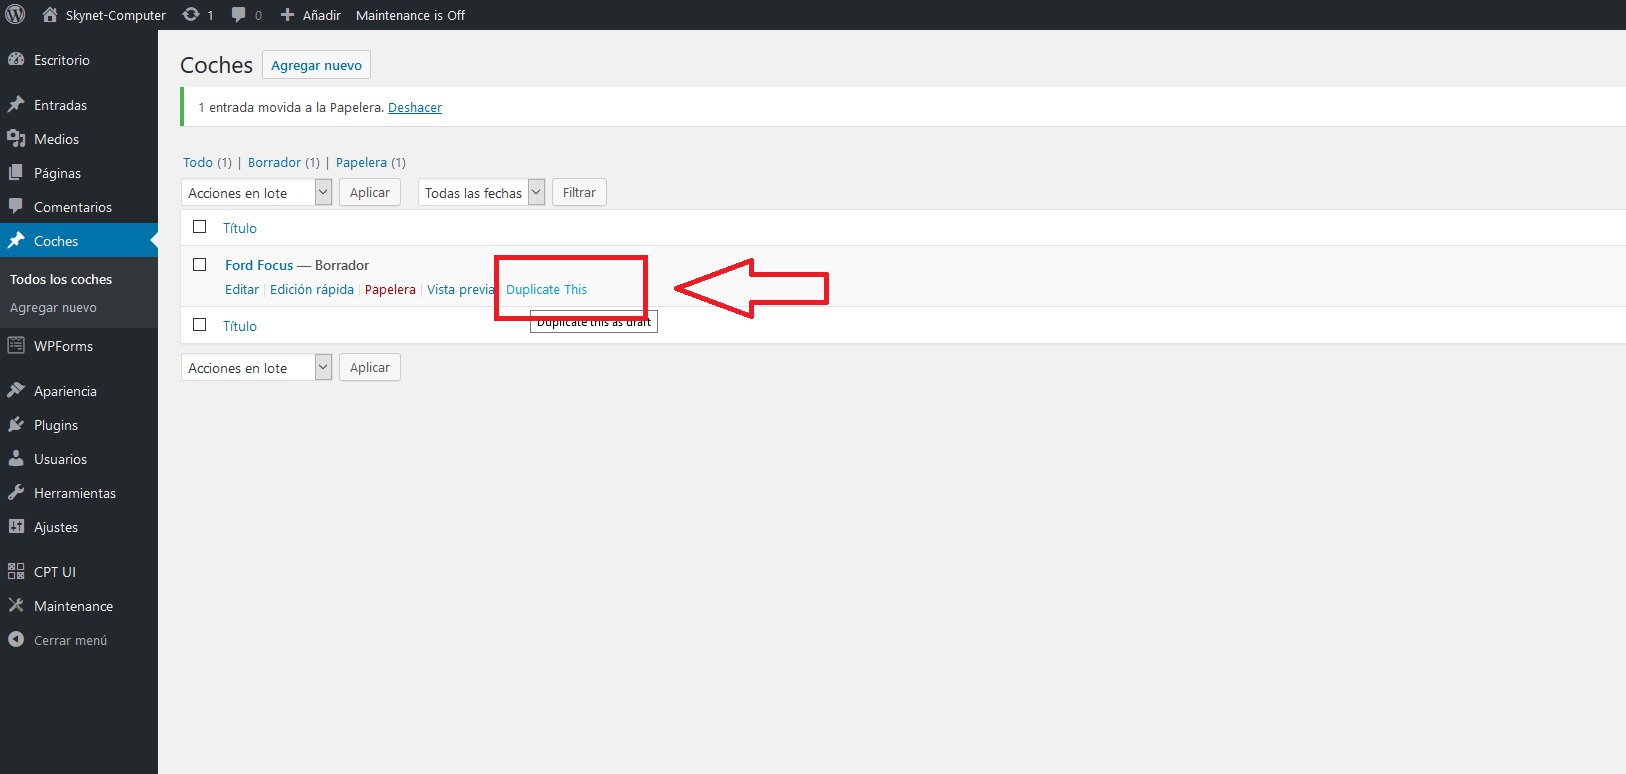 Skynet-Computer 1 0 Añadir Maintenance is Off
Escritorio
Entradas
Medios
Páginas
Comentarios
Coches
Todos los coches
Agregar nuevo
WPForms
Apariencia
Plugins
Usuarios
Herramientas
Ajustes
CPT UI
Maintenance
Cerrar menú
Coches Agregar nuevo
1 entrada movida a la Papelera. Deshacer
Todo (1) | Borrador (1) | Papelera (1)
Acciones en lote Aplicar Todas las fechas Filtrar
Título
Ford Focus — Borrador
Editar | Edición rápida | Papelera | Vista previa Duplicate This
Duplicate this as draft
Título
Acciones en lote Aplicar